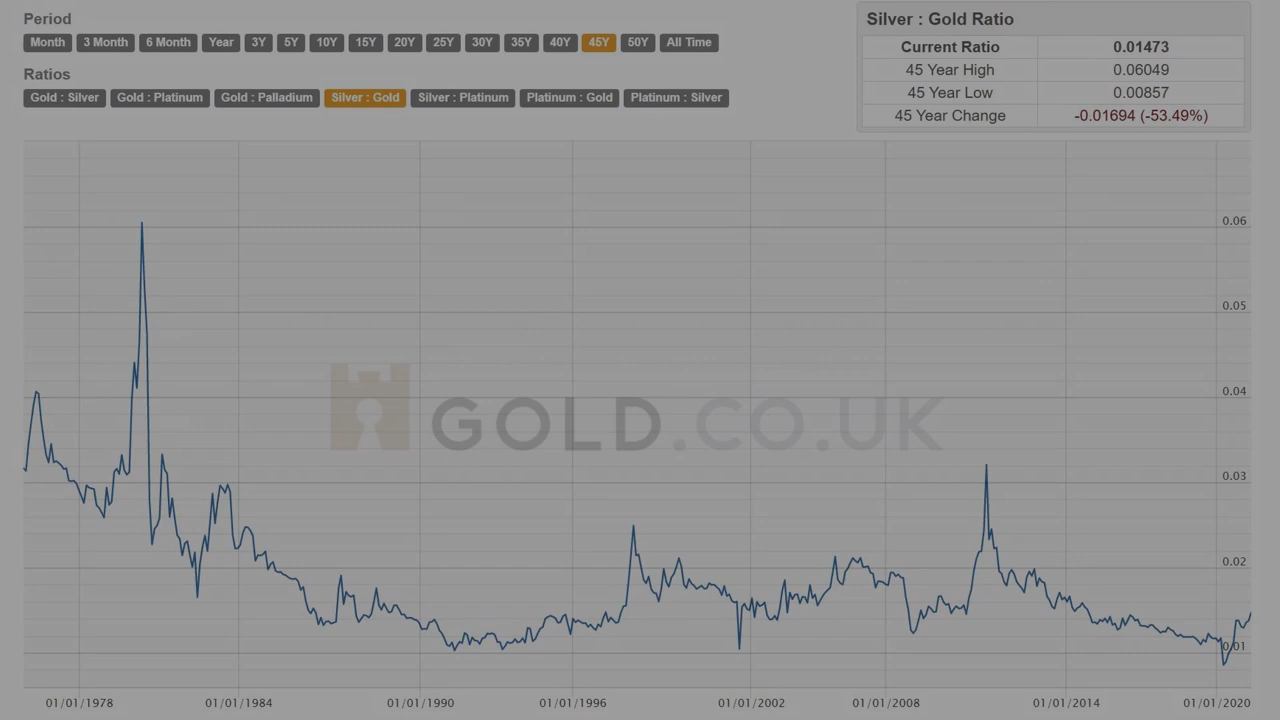 Period
Month 3 Month 6 Month Year 3Y 5Y 10Y 15Y 20Y 25Y 30Y 35Y 40Y 45Y 50Y All Time
Ratios
Gold : Silver Gold : Platinum Gold : Palladium Silver : Gold Silver : Platinum Platinum : Gold Platinum : Silver
Silver : Gold Ratio
Current Ratio 0.01473
45 Year High 0.06049
45 Year Low 0.00857
45 Year Change -0.01694 (-53.49%)
0.06
0.05
0.04
GOLD.CO.UK
0.03
0.02
0.01
01/01/1978 01/01/1984 01/01/1990 01/01/1996 01/01/2002 01/01/2008 01/01/2014 01/01/2020